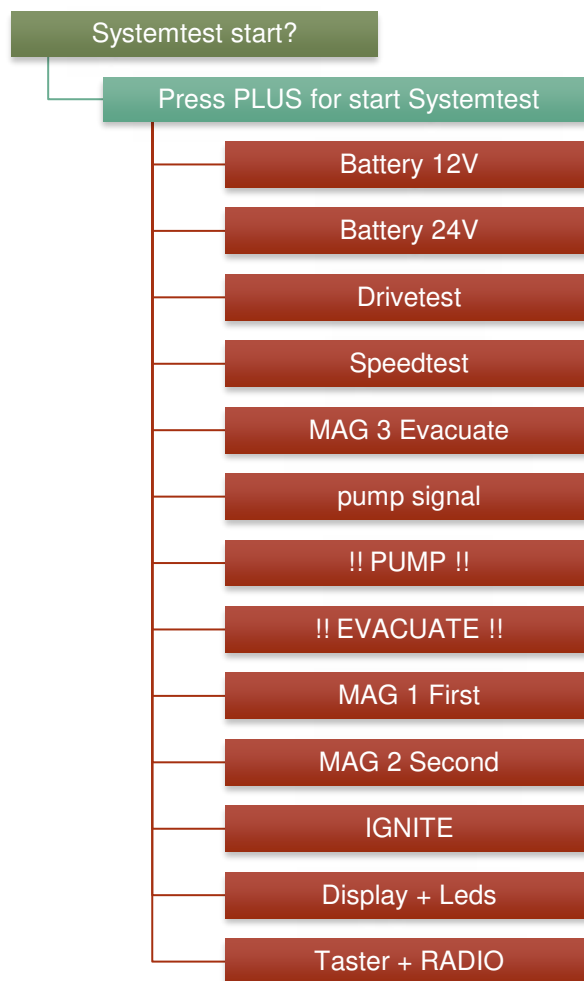 Systemtest start?
Press PLUS for start Systemtest
Battery 12V
Battery 24V
Drivetest
Speedtest
MAG 3 Evacuate
pump signal
!! PUMP !!
!! EVACUATE !!
MAG 1 First
MAG 2 Second
IGNITE
Display + Leds
Taster + RADIO